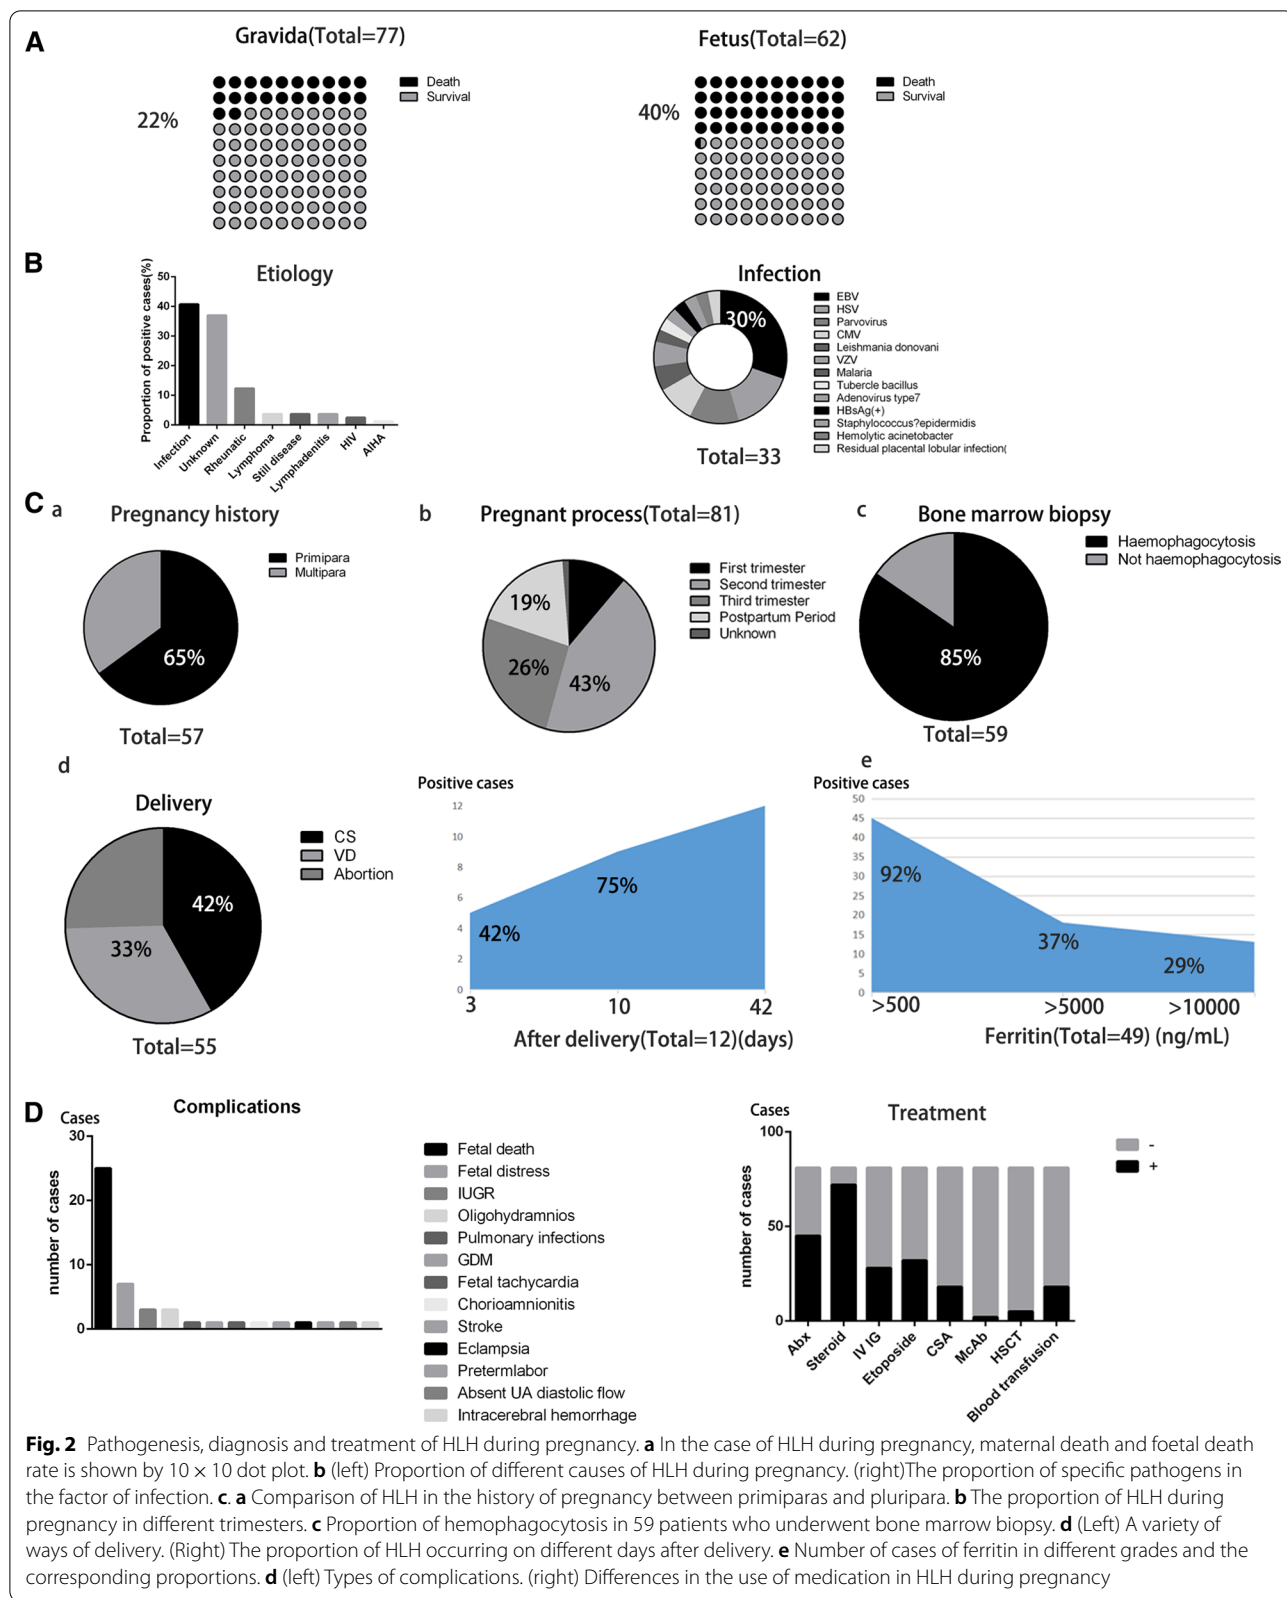 A
Gravida(Total=77)
22%
Death
Survival
Fetus(Total=62)
40%
Death
Survival
B
Etiology
Proportion of positive cases(%)
50
40
30
20
10
0
Infection
Unknown
Rheunatic
Lymphoma
Still disease
Lymphadenitis
HIV
AIHA
Infection
30%
Total=33
EBV
HSV
Parvovirus
CMV
Leishmania donovani
VZV
Malaria
Tubercle bacillus
Adenovirus type7
HBsAg(+)
Staphylococcus?epidermidis
Hemolytic acinetobacter
Residual placental lobular infection(
C
a
Pregnancy history
65%
Total=57
Primipara
Multipara
b
Pregnant process(Total=81)
19%
26%
43%
First trimester
Second trimester
Third trimester
Postpartum Period
Unknown
c
Bone marrow biopsy
85%
Total=59
Haemophagocytosis
Not haemophagocytosis
d
Delivery
42%
33%
Total=55
CS
VD
Abortion
Positive cases
12
10
8
6
4
2
0
42%
75%
3
10
42
After delivery(Total=12)(days)
e
Positive cases
50
45
40
35
30
25
20
15
10
5
0
92%
37%
29%
>500
>5000
>10000
Ferritin(Total=49) (ng/mL)
D
Complications
Cases
number of cases
30
20
10
0
Fetal death
Fetal distress
IUGR
Oligohydramnios
Pulmonary infections
GDM
Fetal tachycardia
Chorioamnionitis
Stroke
Eclampsia
Pretermlabor
Absent UA diastolic flow
Intracerebral hemorrhage
Treatment
Cases
number of cases
100
50
0
Abx
Steroid
IV IG
Etoposide
CSA
McAb
HSCT
Blood transfusion
-
+
Fig. 2 Pathogenesis, diagnosis and treatment of HLH during pregnancy. a In the case of HLH during pregnancy, maternal death and foetal death
rate is shown by 10 × 10 dot plot. b (left) Proportion of different causes of HLH during pregnancy. (right)The proportion of specific pathogens in
the factor of infection. c. a Comparison of HLH in the history of pregnancy between primiparas and pluripara. b The proportion of HLH during
pregnancy in different trimesters. c Proportion of hemophagocytosis in 59 patients who underwent bone marrow biopsy. d (Left) A variety of
ways of delivery. (Right) The proportion of HLH occurring on different days after delivery. e Number of cases of ferritin in different grades and the
corresponding proportions. d (left) Types of complications. (right) Differences in the use of medication in HLH during pregnancy